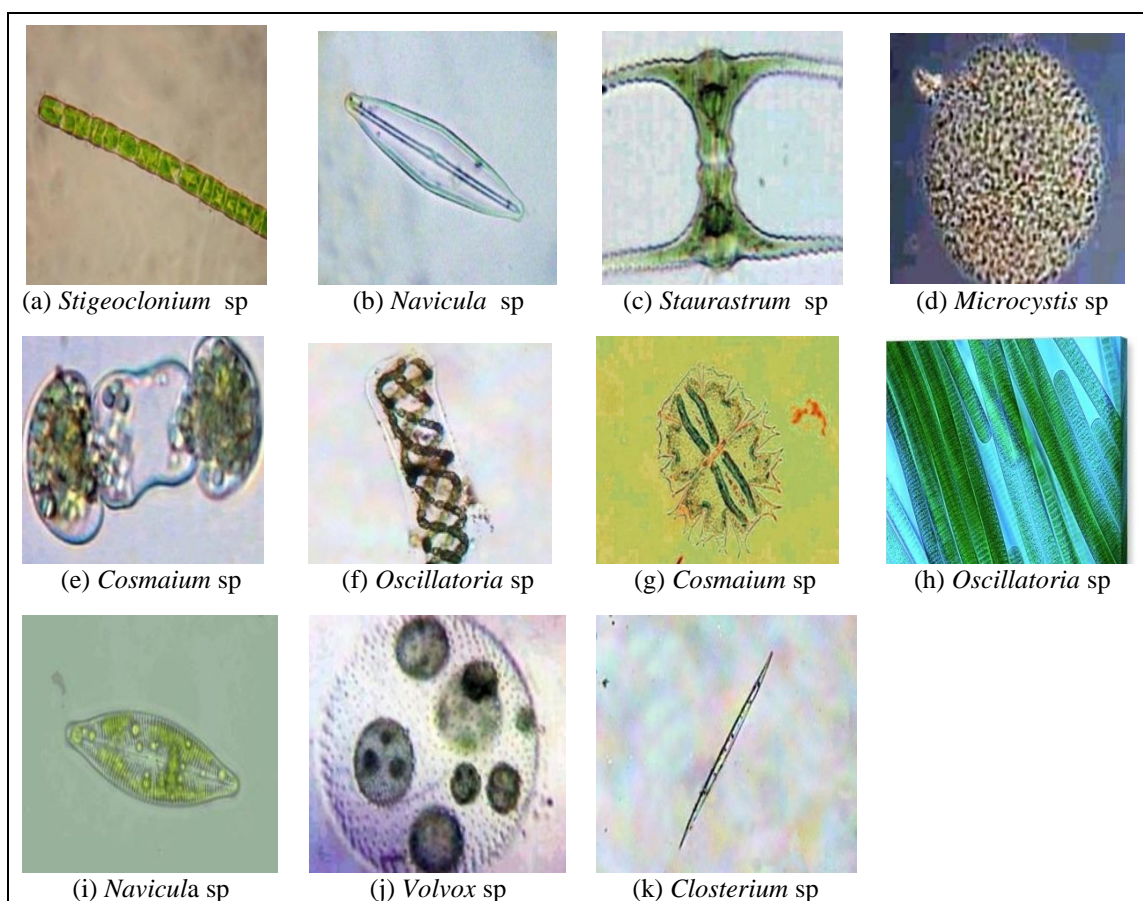 (a) Stigeoclonium sp
(b) Navicula sp
(c) Staurastrum sp
(d) Microcystis sp
(e) Cosmaium sp
(f) Oscillatoria sp
(g) Cosmaium sp
(h) Oscillatoria sp
(i) Navicula sp
(j) Volvox sp
(k) Closterium sp